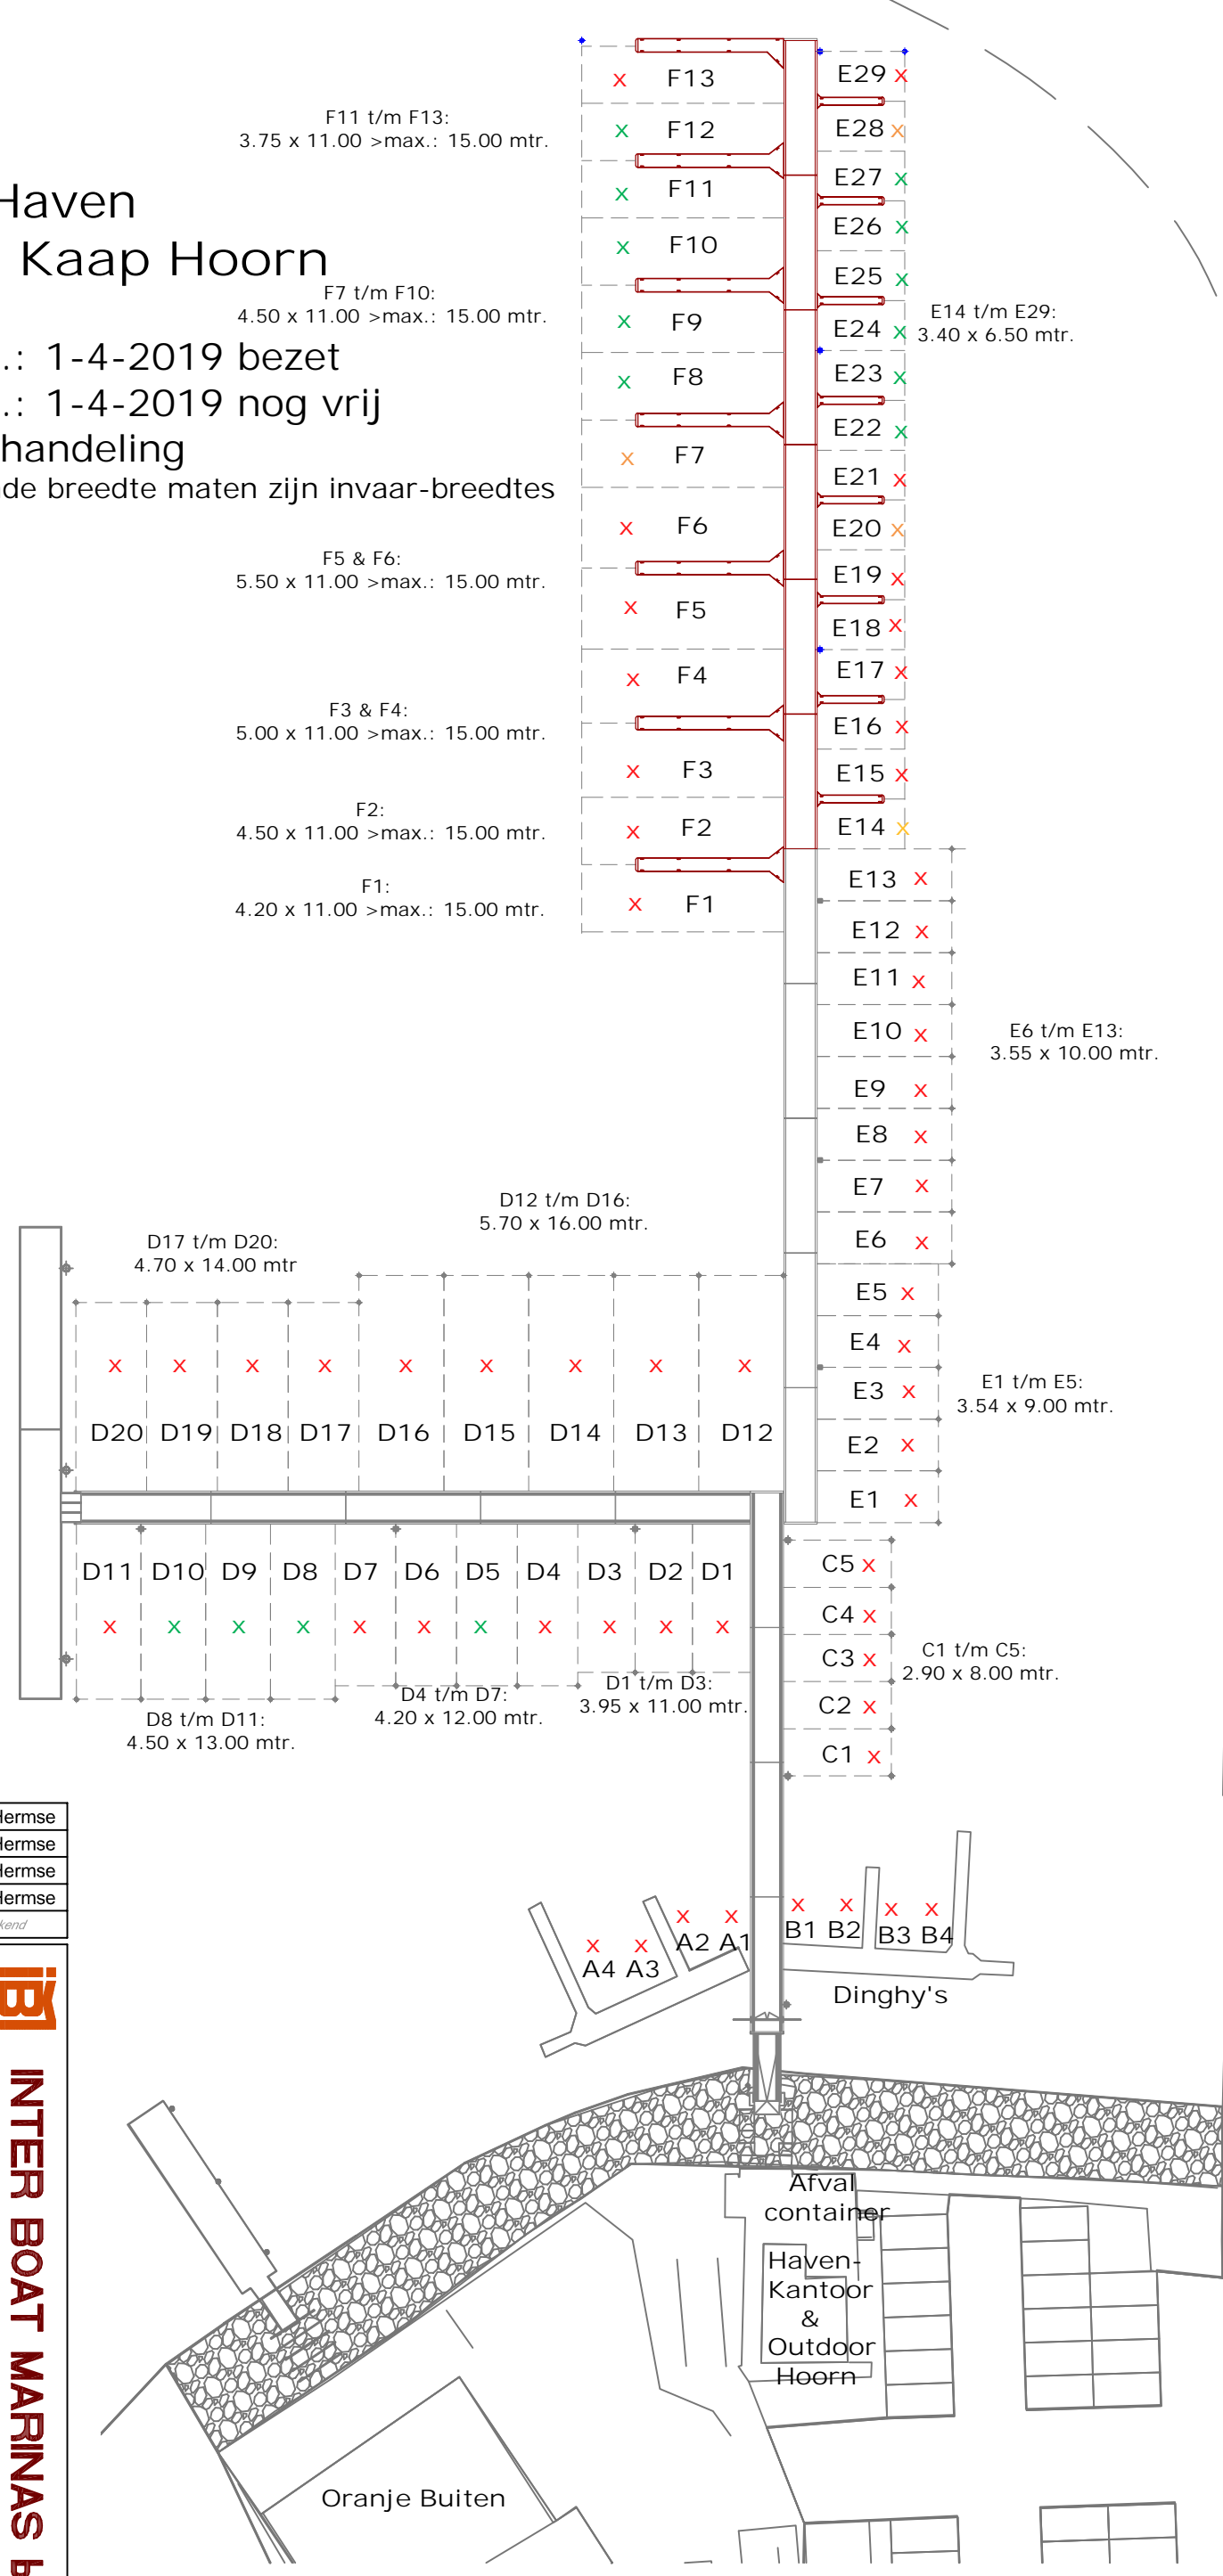 F13
E29
F11 t/m F13:
3.75 x 11.00 >max.: 15.00 mtr.
F12
E28
F11
E27
Haven
F10
E26
Kaap Hoorn
E25
F7 t/m F10:
4.50 x 11.00 >max.: 15.00 mtr.
F9
E24
E14 t/m E29:
3.40 x 6.50 mtr.
.: 1-4-2019 bezet
F8
E23
.: 1-4-2019 nog vrij
E22
handeling
F7
E21
de breedte maten zijn invaar-breedtes
F6
E20
F5 & F6:
5.50 x 11.00 >max.: 15.00 mtr.
E19
F5
E18
F4
E17
F3 & F4:
5.00 x 11.00 >max.: 15.00 mtr.
E16
F3
E15
F2:
4.50 x 11.00 >max.: 15.00 mtr.
F2
E14
F1:
4.20 x 11.00 >max.: 15.00 mtr.
F1
E13
E12
E11
E10
E6 t/m E13:
3.55 x 10.00 mtr.
E9
E8
E7
E6
D12 t/m D16:
5.70 x 16.00 mtr.
D17 t/m D20:
4.70 x 14.00 mtr
E5
E4
E3
E1 t/m E5:
3.54 x 9.00 mtr.
D20 D19 D18 D17 D16 D15 D14 D13 D12
E2
E1
D11 D10 D9 D8 D7 D6 D5 D4 D3 D2 D1
C5
C4
C3
C1 t/m C5:
2.90 x 8.00 mtr.
C2
C1
D1 t/m D3:
3.95 x 11.00 mtr.
D4 t/m D7:
4.20 x 12.00 mtr.
D8 t/m D11:
4.50 x 13.00 mtr.
Hermse
Hermse
Hermse
Hermse
kend
A4 A3 A2 A1
B1 B2 B3 B4
Dinghy's
IBM
INTER BOAT MARINAS b
Afval
container
Haven-
Kantoor
&
Outdoor
Hoorn
Oranje Buiten